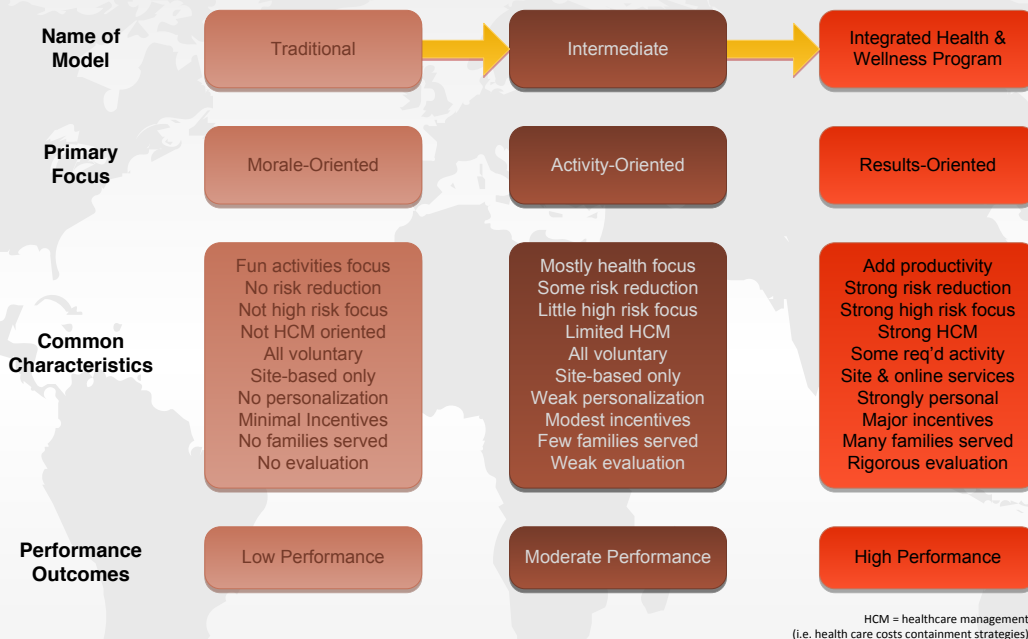 Name of
Model
Traditional
Intermediate
Integrated Health &
Wellness Program
Primary
Focus
Morale-Oriented
Activity-Oriented
Results-Oriented
Common
Characteristics
Fun activities focus
No risk reduction
Not high risk focus
Not HCM oriented
All voluntary
Site-based only
No personalization
Minimal Incentives
No families served
No evaluation
Mostly health focus
Some risk reduction
Little high risk focus
Limited HCM
All voluntary
Site-based only
Weak personalization
Modest incentives
Few families served
Weak evaluation
Add productivity
Strong risk reduction
Strong high risk focus
Strong HCM
Some req'd activity
Site & online services
Strongly personal
Major incentives
Many families served
Rigorous evaluation
Performance
Outcomes
Low Performance
Moderate Performance
High Performance
HCM = healthcare management
(i.e. health care costs containment strategies)